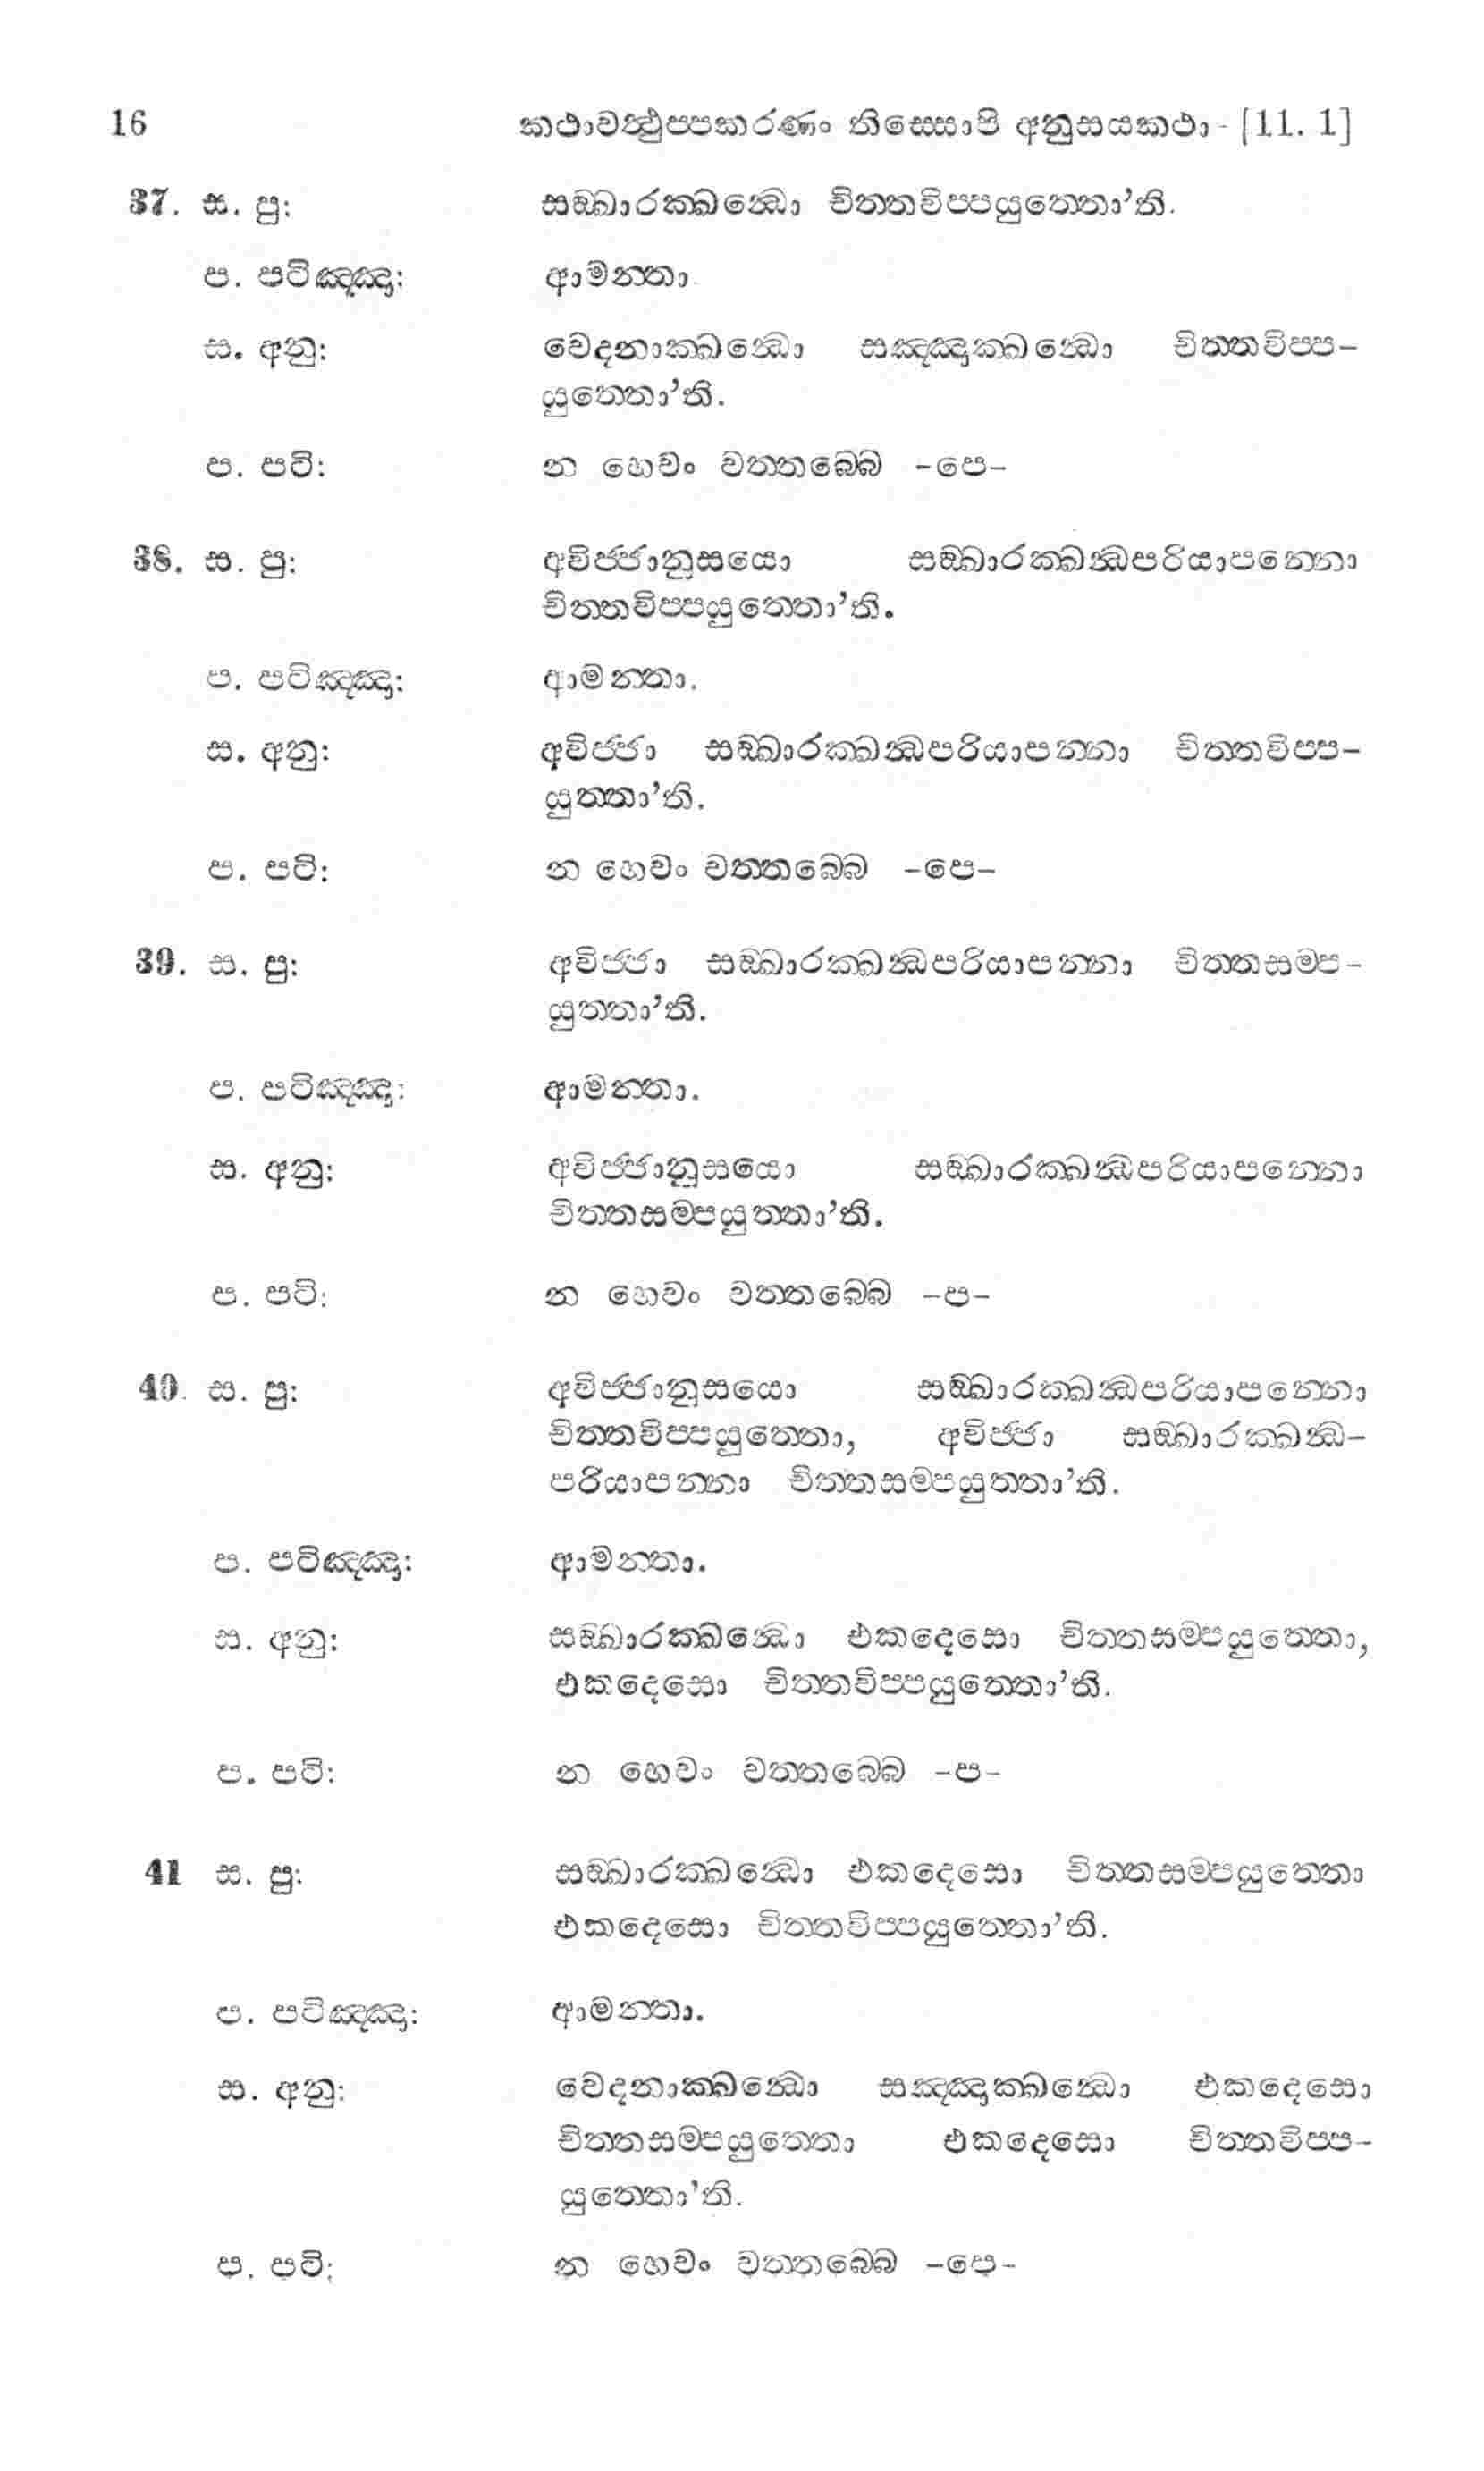 16 කථාවත්‍ථුප්පකරණං තිස්සොපි අනුසයකථා - [11. 1]
37. ස. පු: සඞ්ඛාරක්ඛන්‍ධො චිත්තවිප්පයුත්තො'ති.
ප. පටිඤ්ඤා: ආමන්තා.
ස. අනු: වෙදනාක්ඛන්‍ධො සඤ්ඤාක්ඛන්‍ධො චිත්තවිප්ප-
යුත්තො'ති.
ප. පටි: න හෙවං වත්තබ්බෙ -පෙ-
38. ස. පු: අවිජ්ජානුසයො සඞ්ඛාරක්ඛන්‍ධපරියාපන්නො
චිත්තවිප්පයුත්තො'ති.
ප. පටිඤ්ඤා: ආමන්තා.
ස. අනු: අවිජ්ජා සඞ්ඛාරක්ඛන්‍ධපරියාපන්නා චිත්තවිප්ප-
යුත්තා'ති.
ප. පටි: න හෙවං වත්තබ්බෙ -පෙ-
39. ස. පු: අවිජ්ජා සඞ්ඛාරක්ඛන්‍ධපරියාපන්නා චිත්තසම්ප-
යුත්තා'ති.
ප. පටිඤ්ඤා: ආමන්තා.
ස. අනු: අවිජ්ජානුසයො සඞ්ඛාරක්ඛන්‍ධපරියාපන්නො
චිත්තසම්පයුත්තා'ති.
ප. පටි: න හෙවං වත්තබ්බෙ -ප-
40. ස. පු: අවිජ්ජානුසයො සඞ්ඛාරක්ඛන්‍ධපරියාපන්නො
චිත්තවිප්පයුත්තො, අවිජ්ජා සඞ්ඛාරක්ඛන්‍ධ-
පරියාපන්නා චිත්තසම්පයුත්තා'ති.
ප. පටිඤ්ඤා: ආමන්තා.
ස. අනු: සඞ්ඛාරක්ඛන්‍ධො එකදෙසො චිත්තසම්පයුත්තො,
එකදෙසො චිත්තවිප්පයුත්තො'ති.
ප. පටි: න හෙවං වත්තබ්බෙ -ප-
41 ස. පු: සඞ්ඛාරක්ඛන්‍ධො එකදෙසො චිත්තසම්පයුත්තො
එකදෙසො චිත්තවිප්පයුත්තො'ති.
ප. පටිඤ්ඤා: ආමන්තා.
ස. අනු: වෙදනාක්ඛන්‍ධො සඤ්ඤාක්ඛන්‍ධො එකදෙසො
චිත්තසම්පයුත්තො එකදෙසො චිත්තවිප්ප-
යුත්තො'ති.
ප. පටි: න හෙවං වත්තබ්බෙ -පෙ-